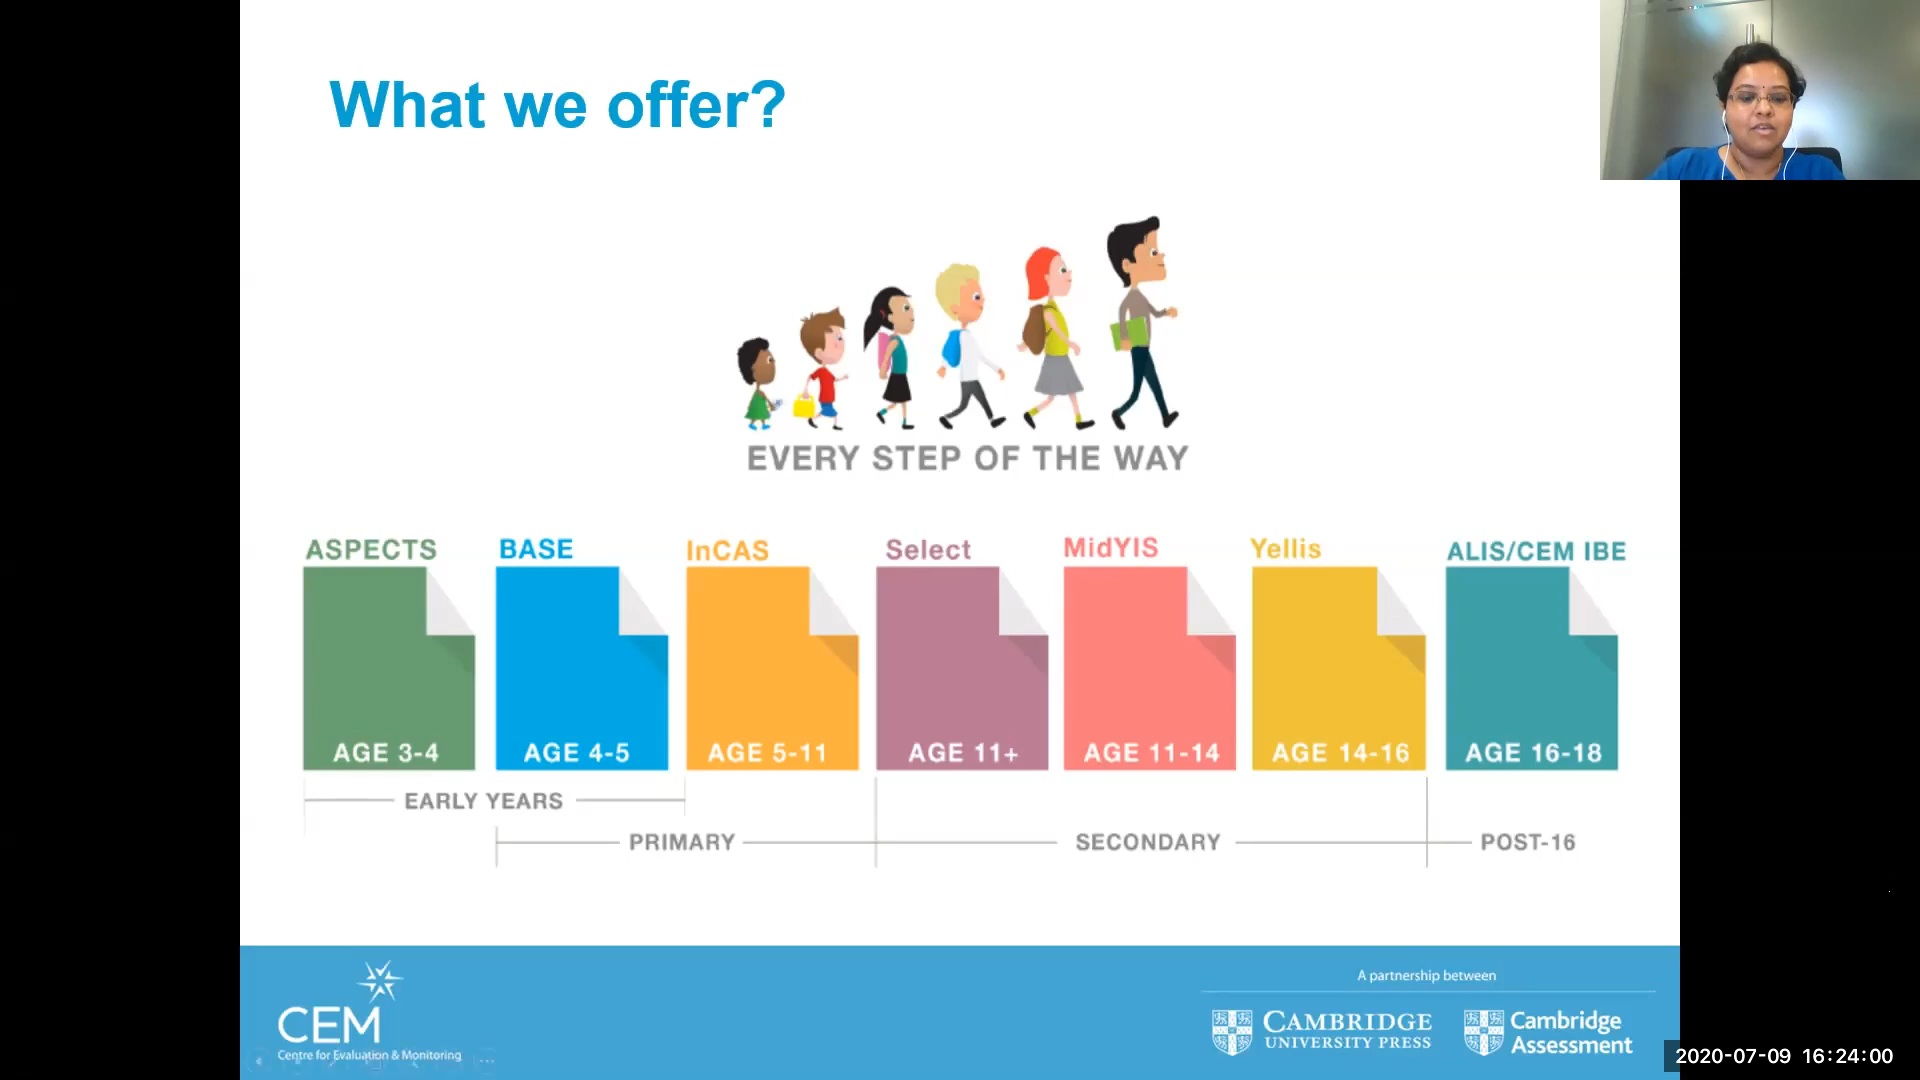 What we offer?
EVERY STEP OF THE WAY
ASPECTS
BASE
InCAS
Select
MidYIS
Yellis
ALIS/CEM IBE
AGE 3-4
AGE 4-5
AGE 5-11
AGE 11+
AGE 11-14
AGE 14-16
AGE 16-18
EARLY YEARS
PRIMARY
SECONDARY
POST-16
CEM
Centre for Evaluation & Monitoring
A partnership between
CAMBRIDGE
UNIVERSITY PRESS
Cambridge
Assessment
2020-07-09 16:24:00